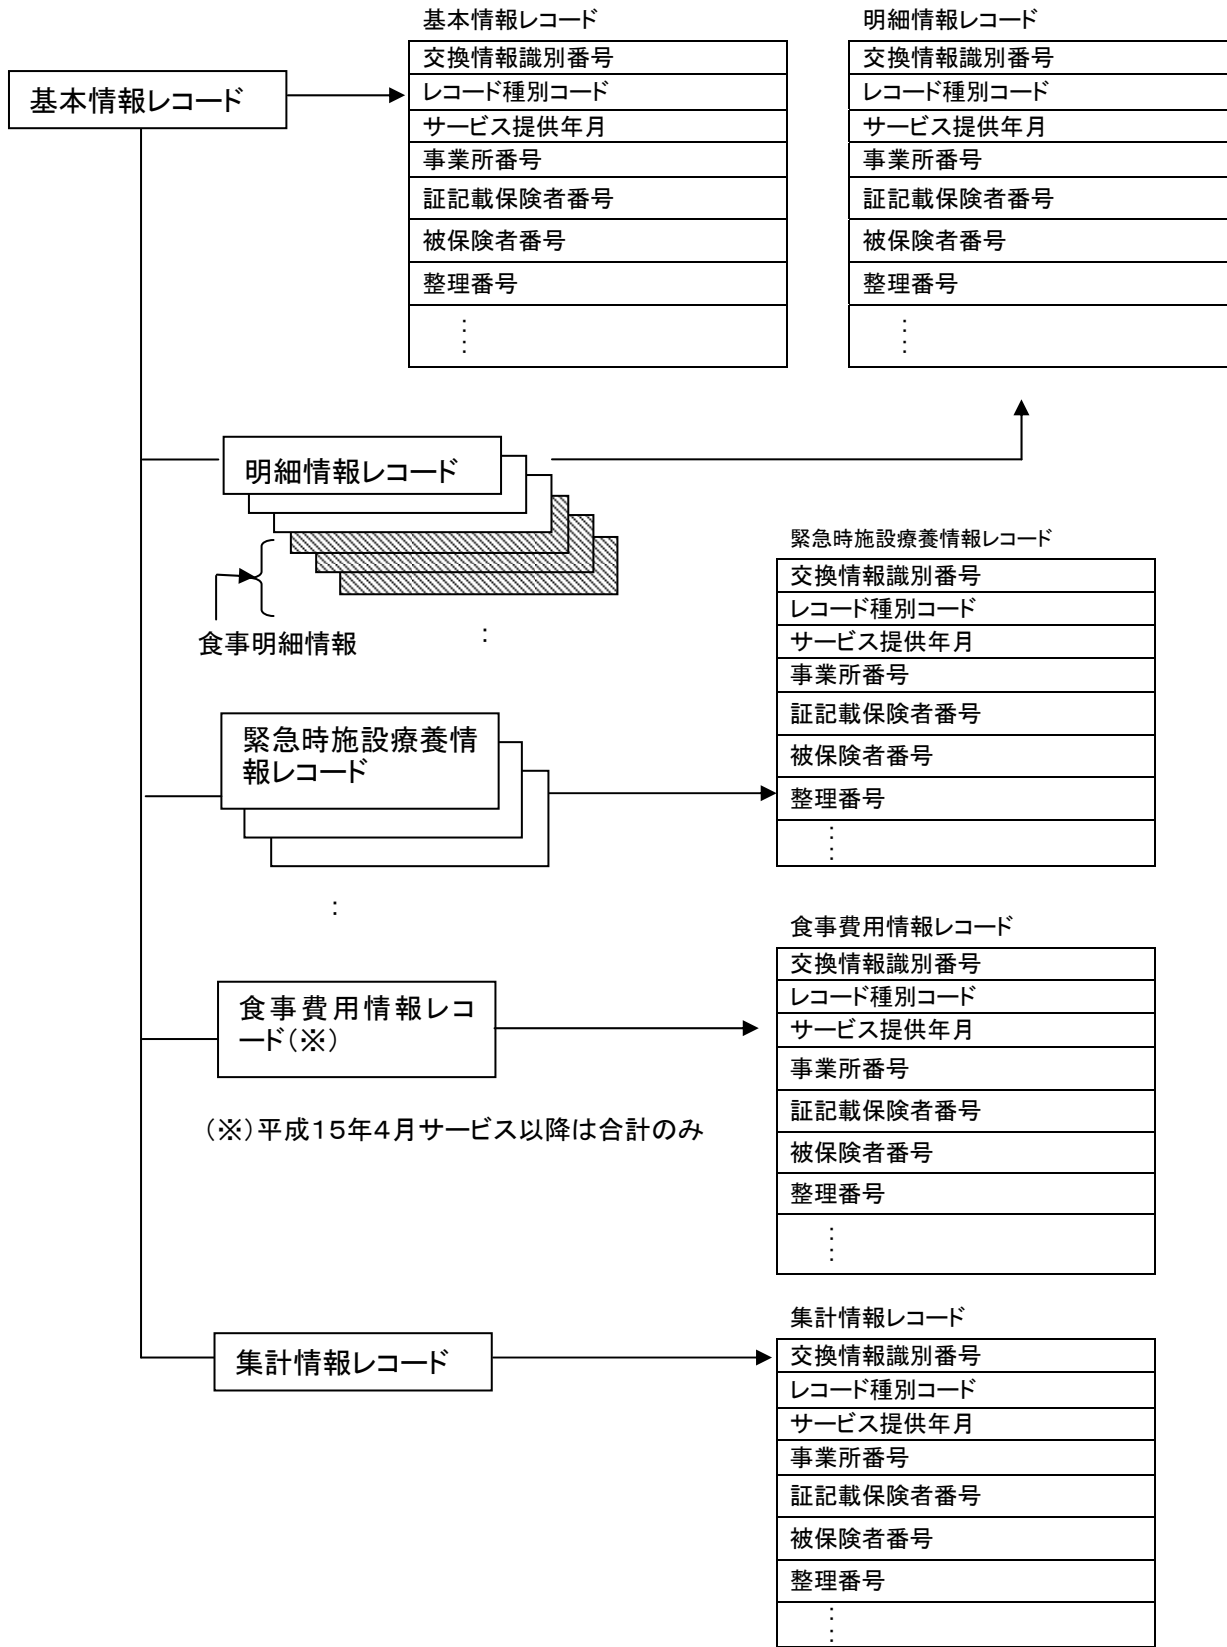 基本情報レコード
基本情報レコード
交換情報識別番号
レコード種別コード
サービス提供年月
事業所番号
証記載保険者番号
被保険者番号
整理番号
:
:
明細情報レコード
交換情報識別番号
レコード種別コード
サービス提供年月
事業所番号
証記載保険者番号
被保険者番号
整理番号
:
:
明細情報レコード
食事明細情報
:
緊急時施設療養情報レコード
交換情報識別番号
レコード種別コード
サービス提供年月
事業所番号
証記載保険者番号
被保険者番号
整理番号
:
:
緊急時施設療養情
報レコード
:
食事費用情報レコード
交換情報識別番号
レコード種別コード
サービス提供年月
事業所番号
証記載保険者番号
被保険者番号
整理番号
:
:
食事費用情報レコ
ード(※)
(※)平成15年4月サービス以降は合計のみ
集計情報レコード
集計情報レコード
交換情報識別番号
レコード種別コード
サービス提供年月
事業所番号
証記載保険者番号
被保険者番号
整理番号
:
: